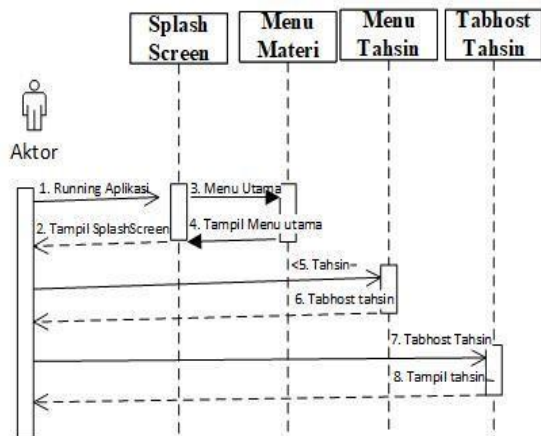 Splash Screen
Menu Materi
Menu Tahsin
Tabhost Tahsin
Aktor
1. Running Aplikasi
3. Menu Utama
2. Tampil SplashScreen
4. Tampil Menu utama
<5. Tahsin–
6. Tabhost tahsin
7. Tabhost Tahsin
8. Tampil tahsin